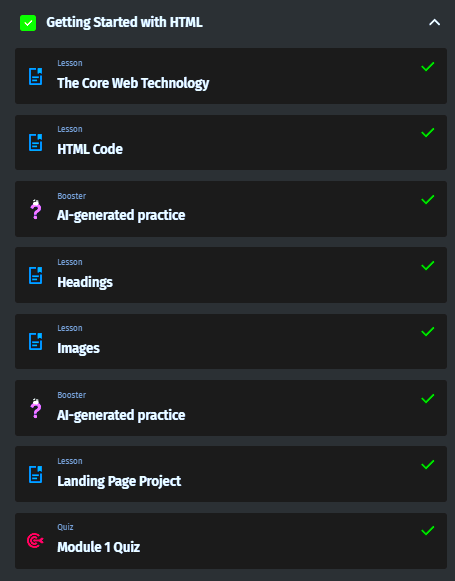 Getting Started with HTML
Lesson
The Core Web Technology
Lesson
HTML Code
Booster
AI-generated practice
Lesson
Headings
Lesson
Images
Booster
AI-generated practice
Lesson
Landing Page Project
Quiz
Module 1 Quiz